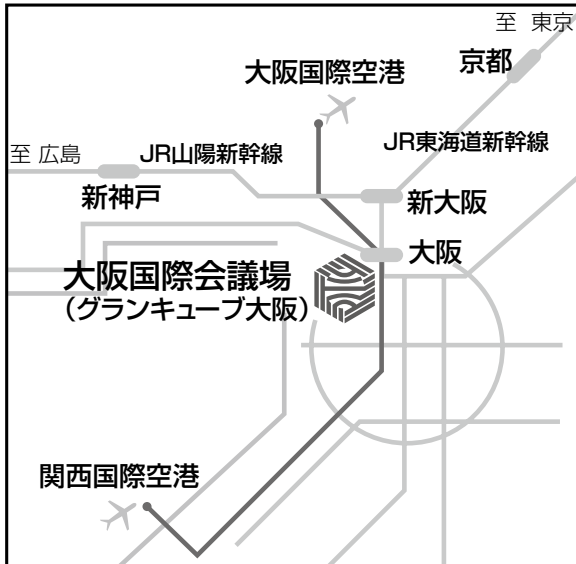 至 東京
京都
大阪国際空港
JR東海道新幹線
至 広島
JR山陽新幹線
新神戸
新大阪
大阪
大阪国際会議場
（グランキューブ大阪）
関西国際空港